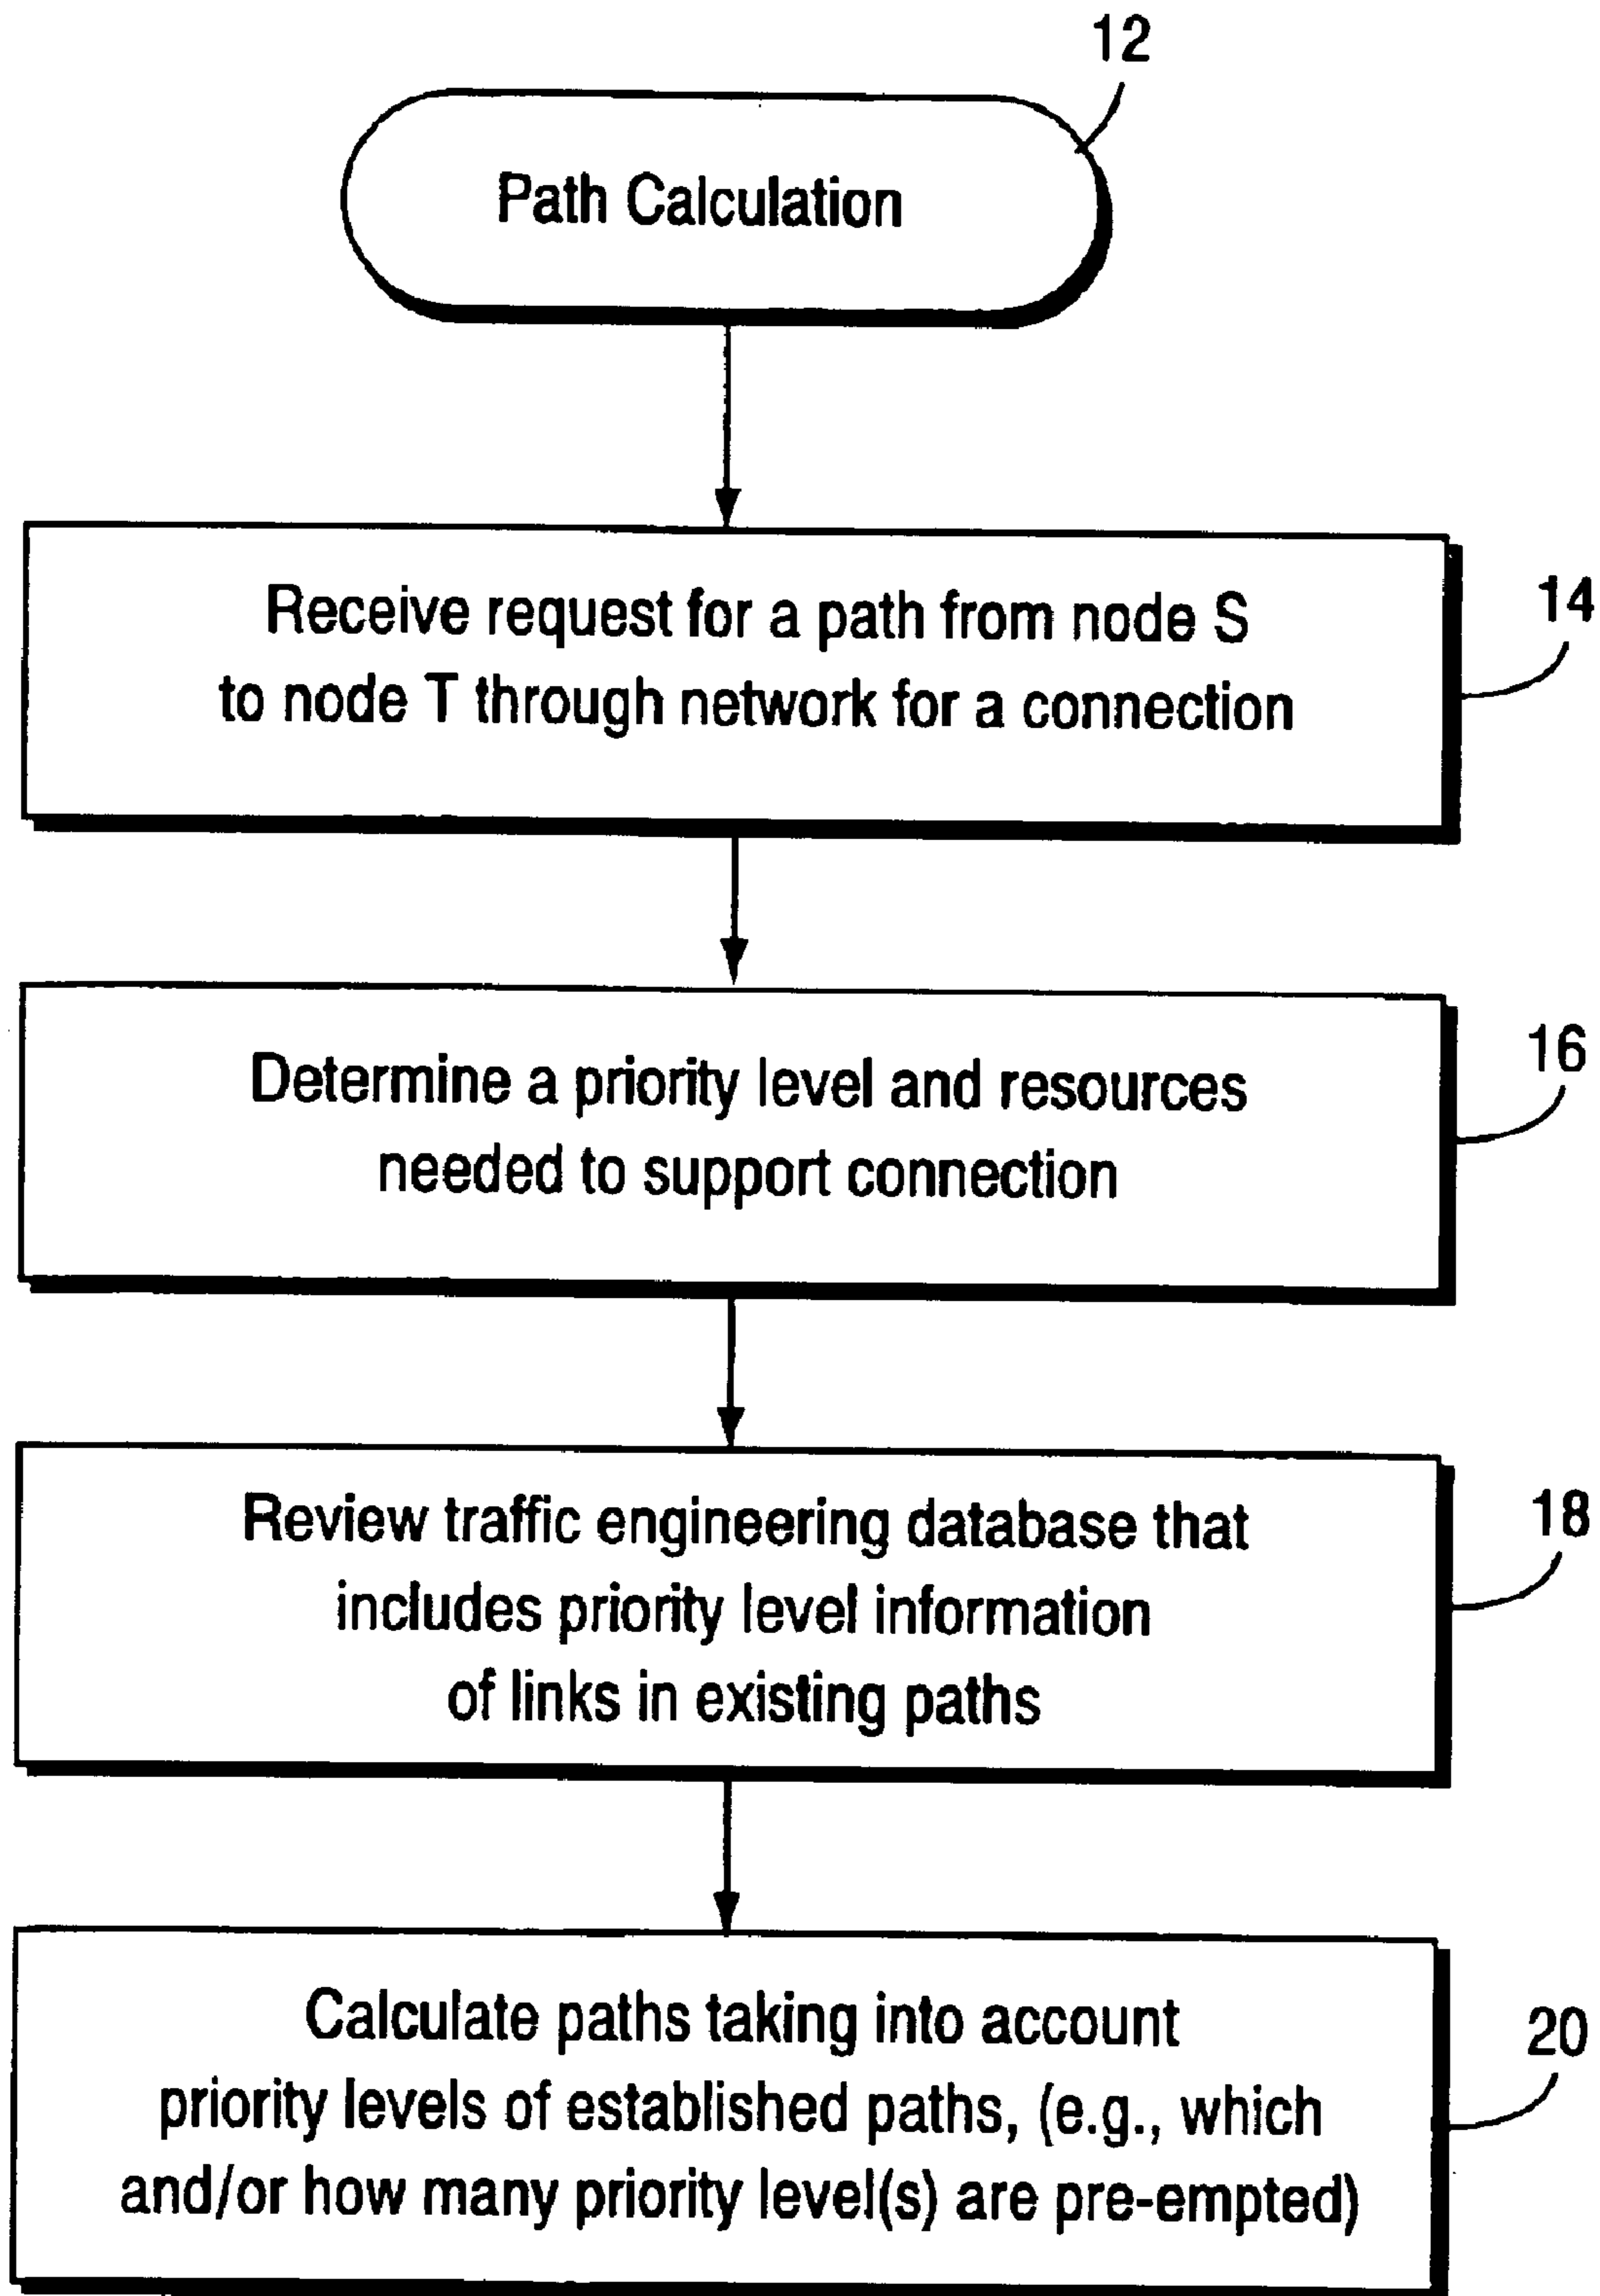 12
Path Calculation
Receive request for a path from node S
14
to node T through network for a connection
Determine a priority level and resources
16
needed to support connection
Review traffic engineering database that
18
includes priority level information
of links in existing paths
Calculate paths taking into account
20
priority levels of established paths, (e.g., which
and/or how many priority level(s) are pre-empted)